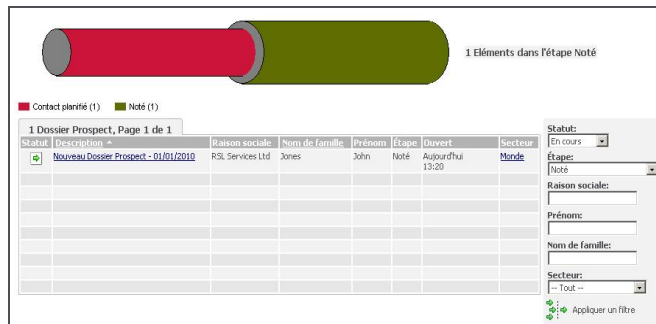 1 Eléments dans l'étape Noté
Contact planifié (1) Noté (1)
1 Dossier Prospect, Page 1 de 1
Statut Description Raison sociale Nom de famille Prénom Étape Ouvert Secteur
Nouveau Dossier Prospect - 01/01/2010 RSL Services Ltd Jones John Noté Aujourd'hui Monde
13:20
Statut:
En cours
Étape:
Noté
Raison sociale:
Prénom:
Nom de famille:
Secteur:
-- Tout --
Appliquer un filtre